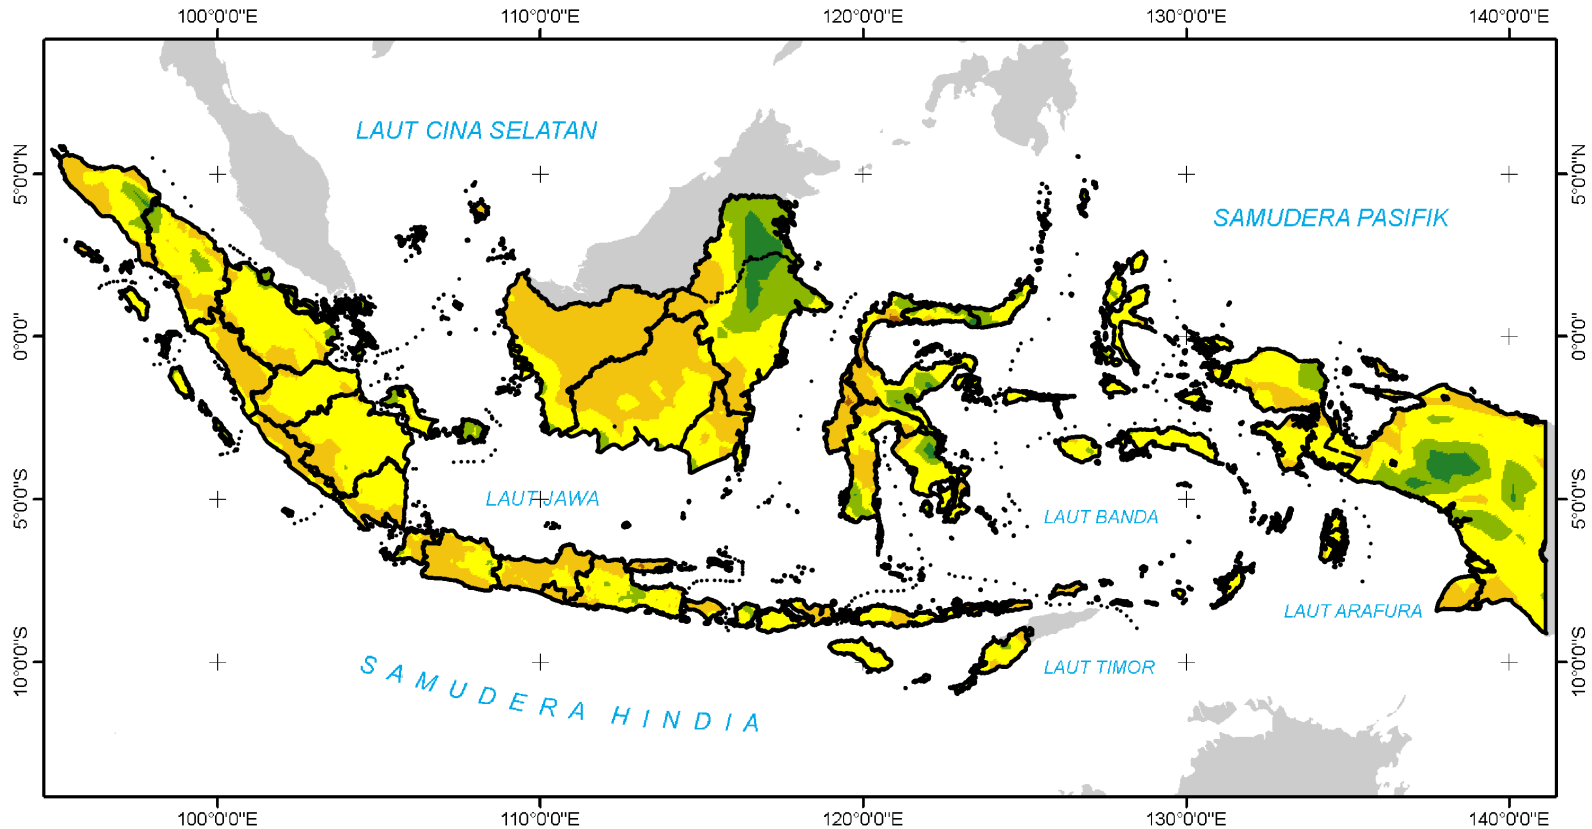 100°0'0"E 110°0'0"E 120°0'0"E 130°0'0"E 140°0'0"E
LAUT CINA SELATAN
5°0'0"N 5°0'0"N
SAMUDERA PASIFIK
0°0'0" 0°0'0"
LAUT JAWA
5°0'0"S 5°0'0"S
LAUT BANDA
LAUT ARAFURA
10°0'0"S 10°0'0"S
LAUT TIMOR
SAMUDERA HINDIA
100°0'0"E 110°0'0"E 120°0'0"E 130°0'0"E 140°0'0"E